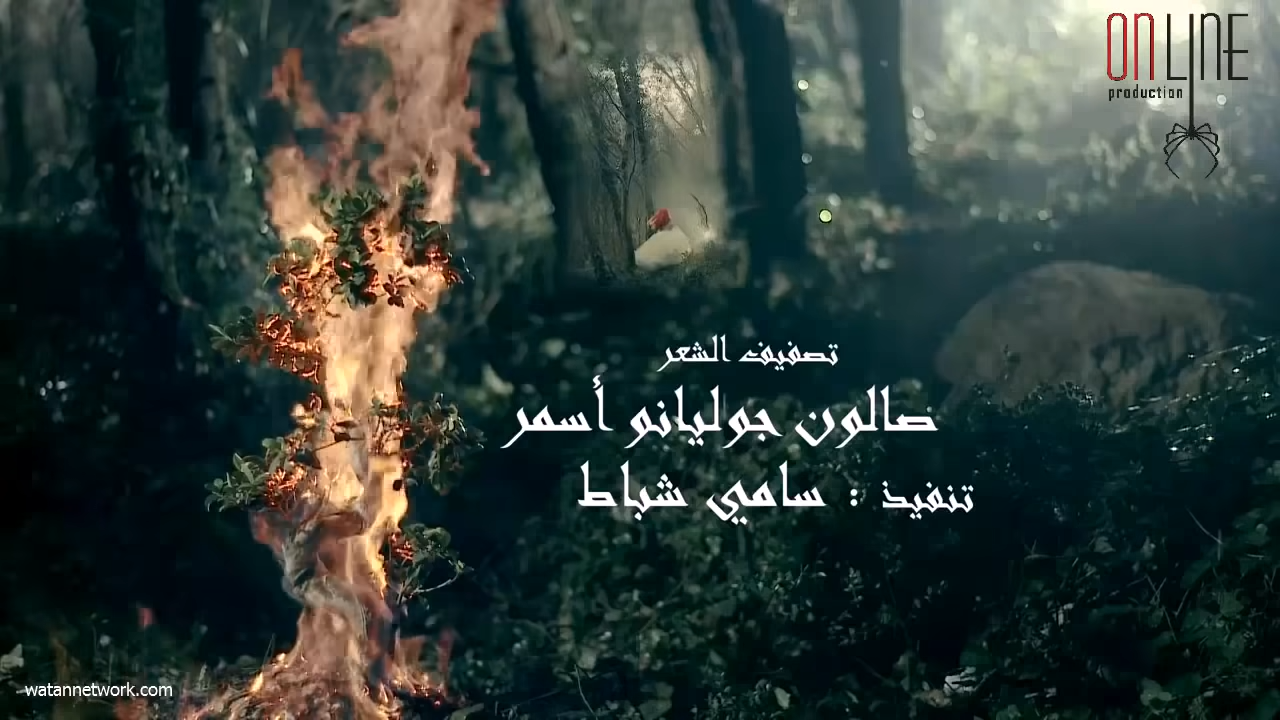 ONLINE
production
تصفيف الشعر
صالون جوليانو أسمر
تنفيذ : سامي شباط
watannetwork.com